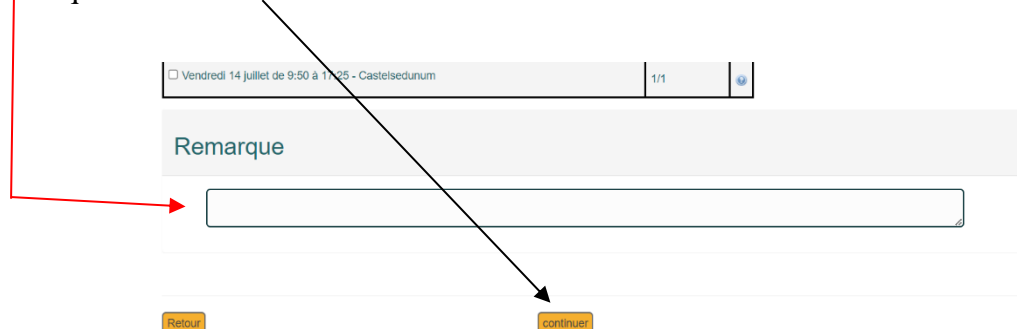 Vendredi 14 juillet de 9:50 à 17:25 - Castelsedunum 1/1
Remarque
Retour continuer